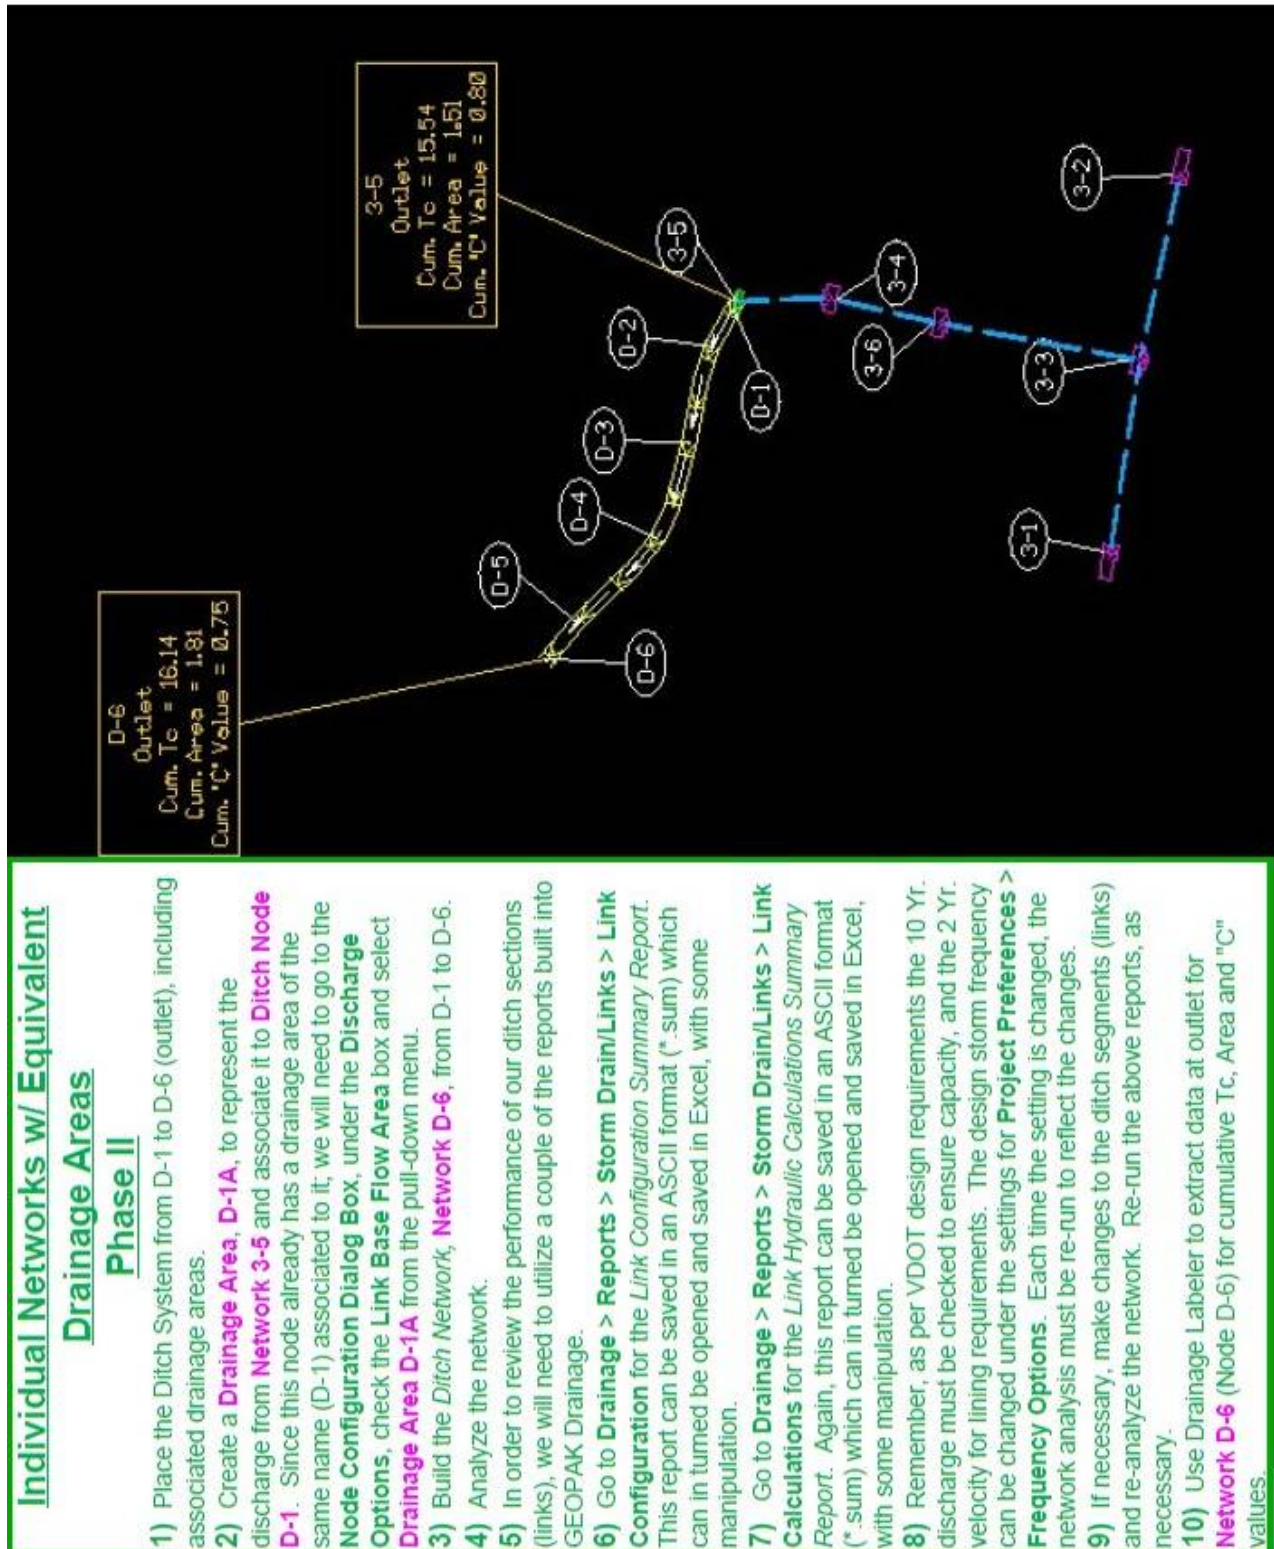 Individual Networks w/ Equivalent
Drainage Areas
Phase II
1) Place the Ditch System from D-1 to D-6 (outlet), including
associated drainage areas.
2) Create a Drainage Area, D-1A, to represent the
discharge from Network 3-5 and associate it to Ditch Node
D-1. Since this node already has a drainage area of the
same name (D-1) associated to it; we will need to go to the
Node Configuration Dialog Box, under the Discharge
Options, check the Link Base Flow Area box and select
Drainage Area D-1A from the pull-down menu.
3) Build the Ditch Network, Network D-6, from D-1 to D-6.
4) Analyze the network.
5) In order to review the performance of our ditch sections
(links), we will need to utilize a couple of the reports built into
GEOPAK Drainage.
6) Go to Drainage > Reports > Storm Drain/Links > Link
Configuration for the Link Configuration Summary Report.
This report can be saved in an ASCII format (*.sum) which
can in turned be opened and saved in Excel, with some
manipulation.
7) Go to Drainage > Reports > Storm Drain/Links > Link
Calculations for the Link Hydraulic Calculations Summary
Report. Again, this report can be saved in an ASCII format
(*.sum) which can in turned be opened and saved in Excel,
with some manipulation.
8) Remember, as per VDOT design requirements the 10 Yr.
discharge must be checked to ensure capacity, and the 2 Yr.
velocity for lining requirements. The design storm frequency
can be changed under the settings for Project Preferences >
Frequency Options. Each time the setting is changed, the
network analysis must be re-run to reflect the changes.
9) If necessary, make changes to the ditch segments (links)
and re-analyze the network. Re-run the above reports, as
necessary.
10) Use Drainage Labeler to extract data at outlet for
Network D-6 (Node D-6) for cumulative Tc, Area and "C"
values.
D-6
Outlet
Cum. Tc = 16.14
Cum. Area = 1.81
Cum. "C" Value = 0.75
3-5
Outlet
Cum. Tc = 15.54
Cum. Area = 1.51
Cum. "C" Value = 0.80
D-6
D-5
D-4
D-3
D-2
D-1
3-5
3-4
3-6
3-3
3-1
3-2